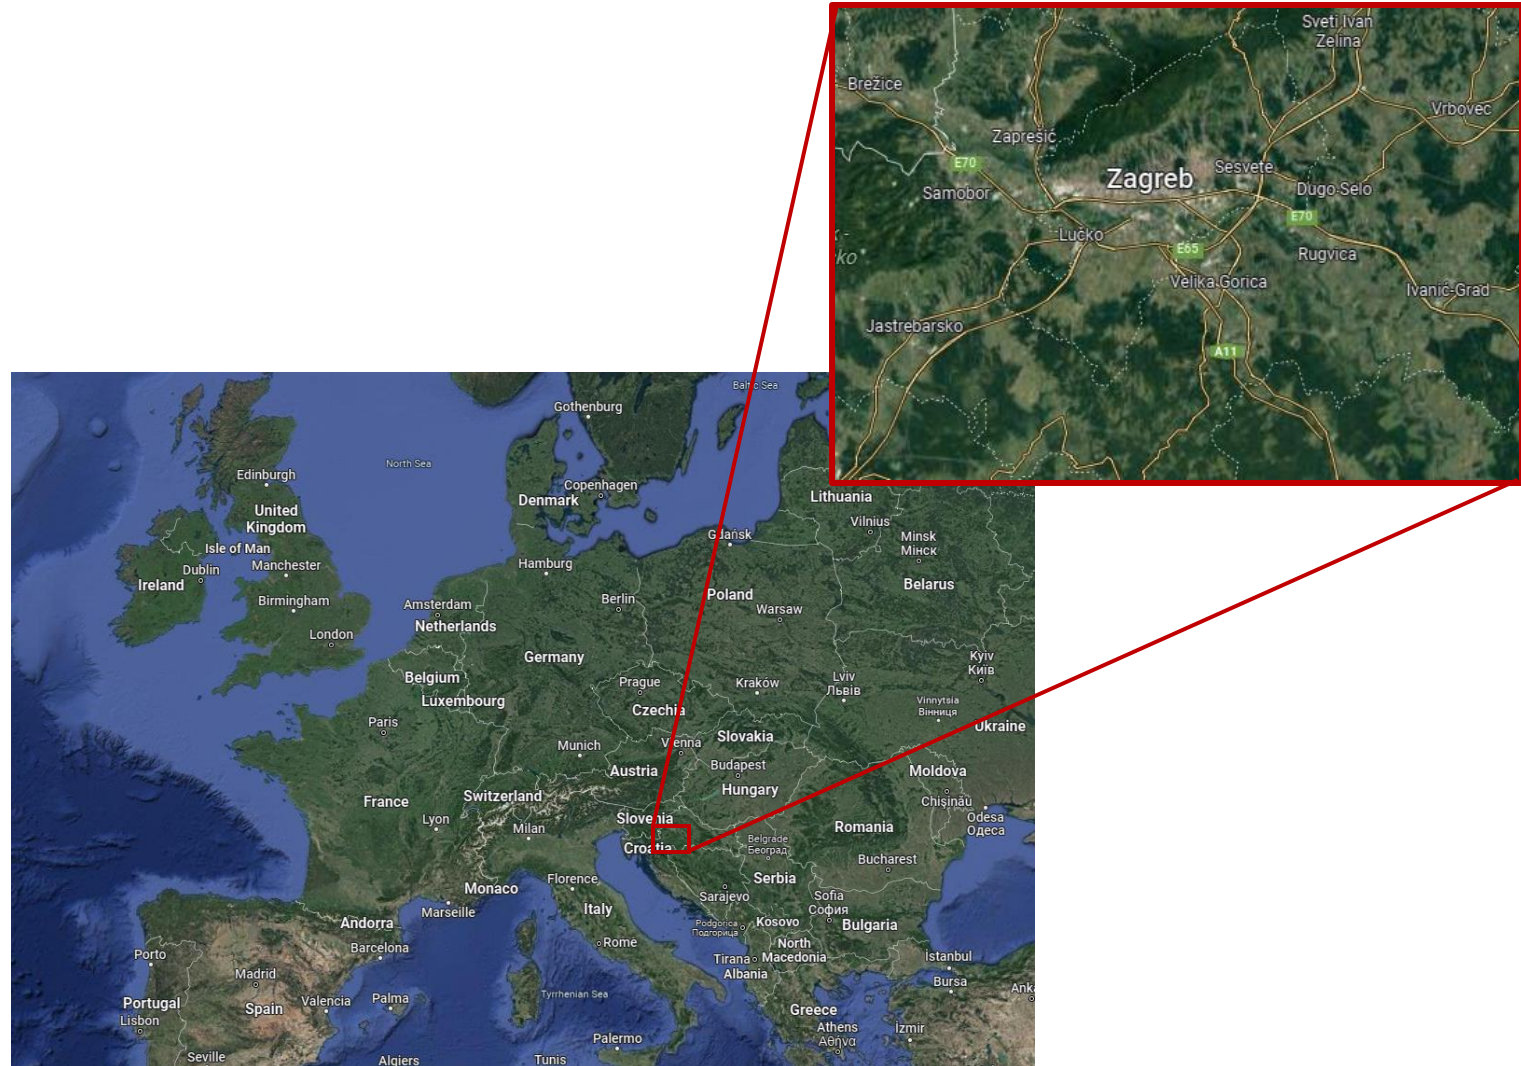 Sveti Ivan
Zelina
Brežice
Vrbovec
Zaprešić
E70
Sesvete
Zagreb
Samobor
Dugo Selo
E70
Lučko
E65
Rugvica
Velika Gorica
Ivanić-Grad
Jastrebarsko
A11
Baltic Sea
Gothenburg
North Sea
Edinburgh
Copenhagen
Denmark
Lithuania
United
Kingdom
Vilnius
Gdańsk
Minsk
Мінск
Isle of Man
Hamburg
Dublin
Manchester
Ireland
Belarus
Berlin
Poland
Birmingham
Amsterdam
Warsaw
Netherlands
London
Germany
Kyiv
Київ
Belgium
Prague
Kraków
Lviv
Львів
Luxembourg
Vinnytsia
Вінниця
Czechia
Paris
Ukraine
Slovakia
Munich
Vienna
Budapest
Austria
Moldova
Hungary
Switzerland
France
Chișinău
Lyon
Slovenia
Odesa
Одеса
Milan
Romania
Croatia
Belgrade
Београд
Bucharest
Florence
Serbia
Monaco
Sarajevo
Sofia
София
Marseille
Italy
Andorra
Podgorica
Подгорица
Kosovo
Bulgaria
Rome
North
Macedonia
Barcelona
Porto
Tirana
İstanbul
Madrid
Albania
Bursa
Tyrrhenian Sea
Portugal
Valencia
Palma
Spain
Greece
Lisbon
Athens
Αθήνα
İzmir
Palermo
Seville
Algiers
Tunis